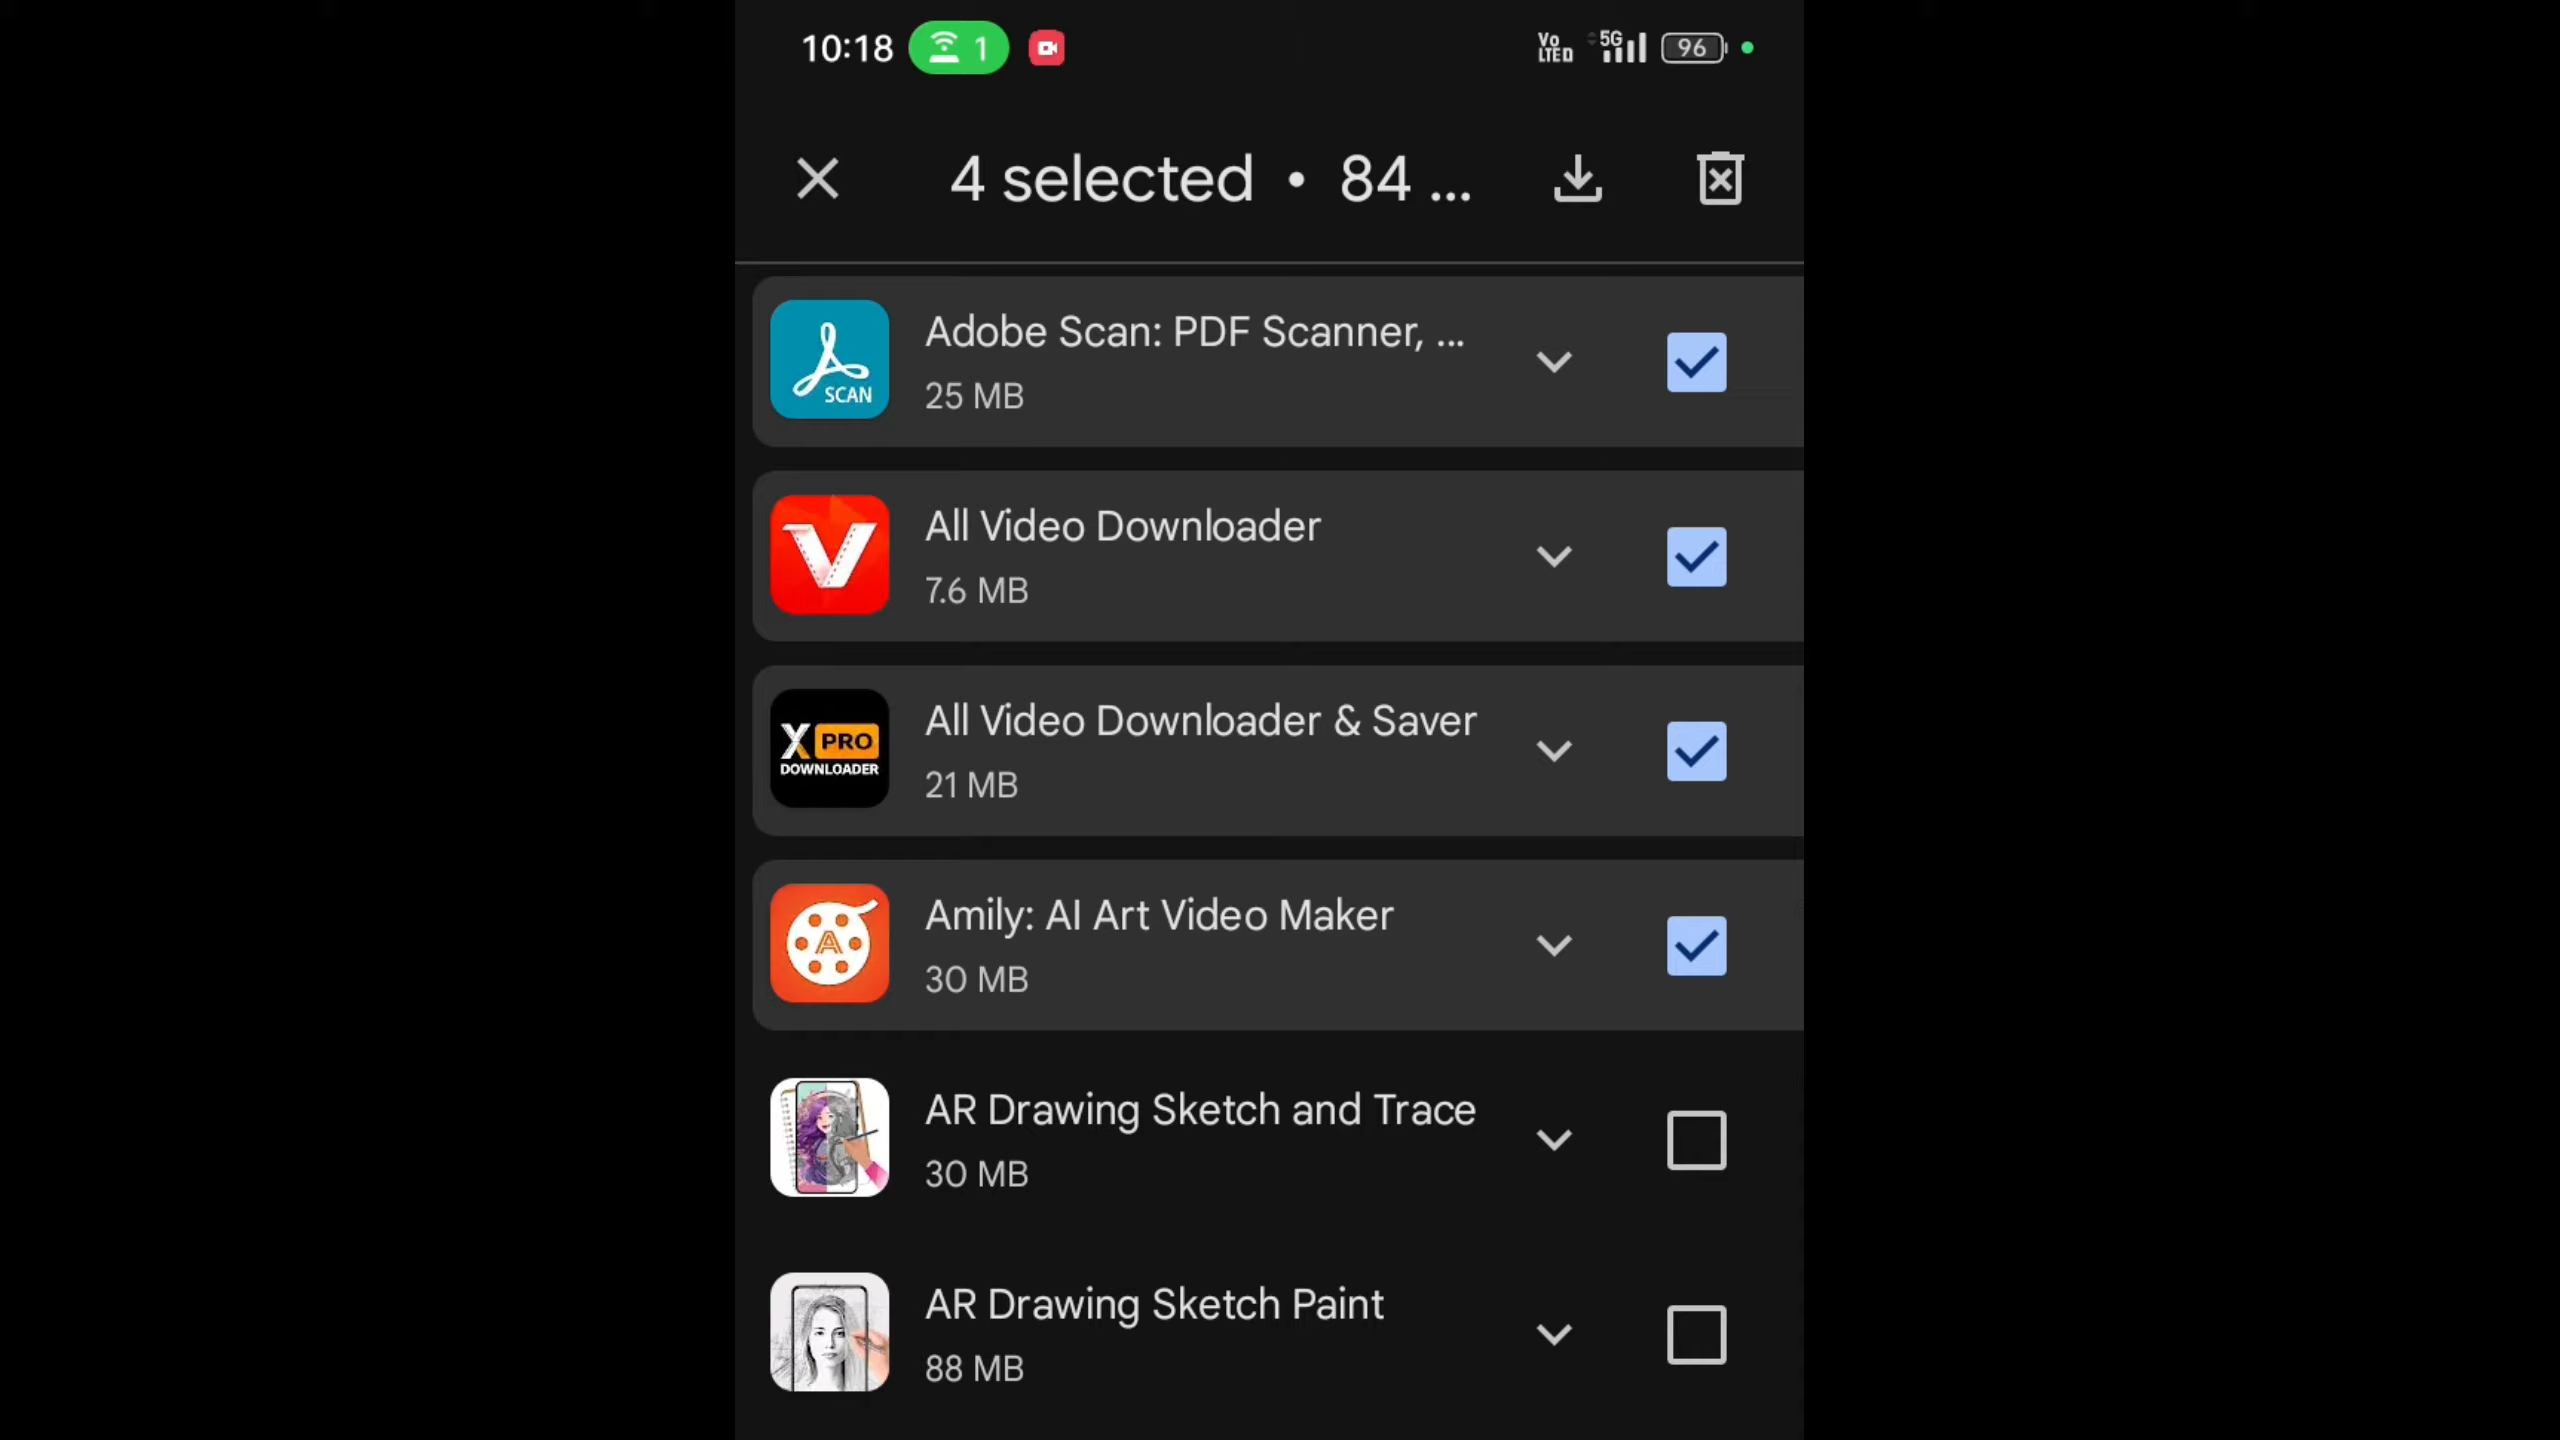 10:18 1 Vo LTED 5G 96
4 selected • 84 ...
Adobe Scan: PDF Scanner, ...
25 MB
SCAN
All Video Downloader
7.6 MB
All Video Downloader & Saver
X PRO
DOWNLOADER
21 MB
Amily: AI Art Video Maker
A
30 MB
AR Drawing Sketch and Trace
30 MB
AR Drawing Sketch Paint
88 MB